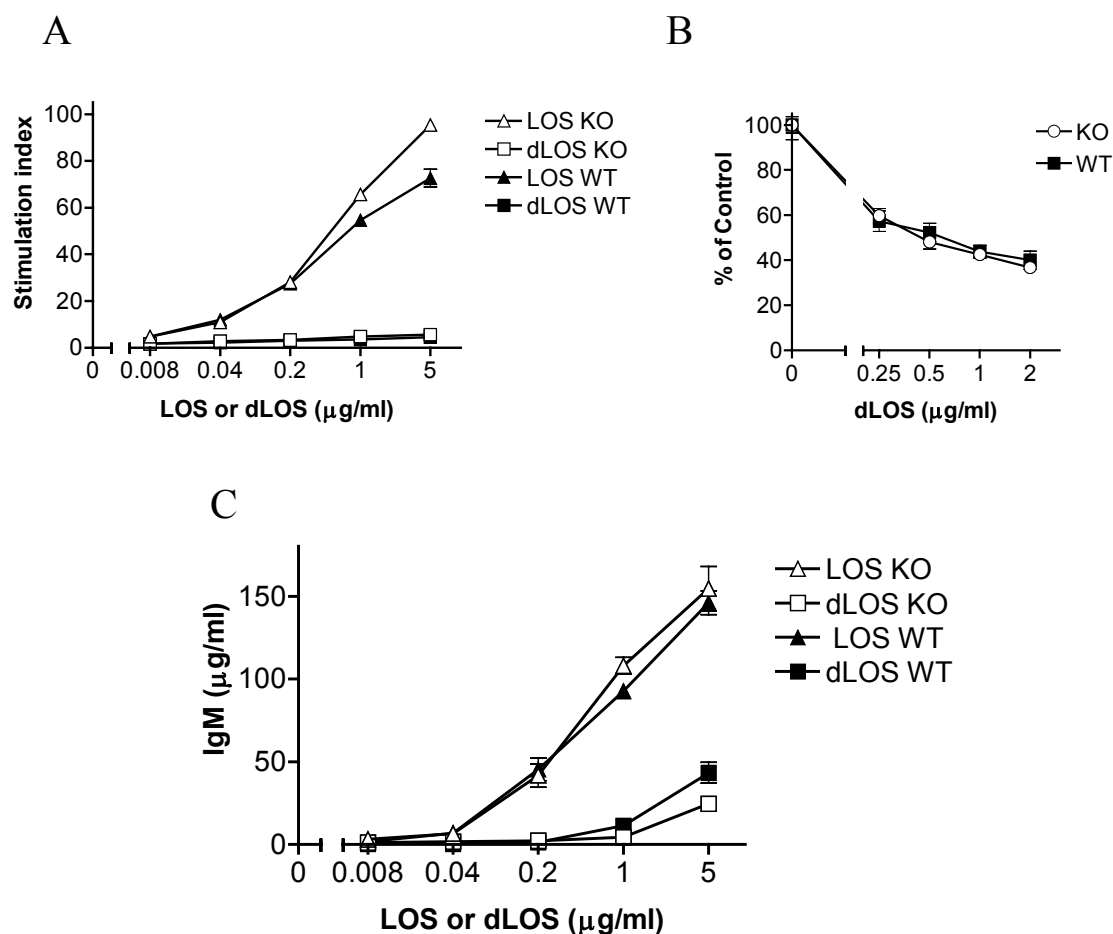 A
Stimulation index
100
80
60
40
20
0
0 0.008 0.04 0.2 1 5
LOS or dLOS (μg/ml)
LOS KO
dLOS KO
LOS WT
dLOS WT
B
% of Control
100
80
60
40
20
0
0 0.25 0.5 1 2
dLOS (μg/ml)
KO
WT
C
IgM (μg/ml)
150
100
50
0
0 0.008 0.04 0.2 1 5
LOS or dLOS (μg/ml)
LOS KO
dLOS KO
LOS WT
dLOS WT